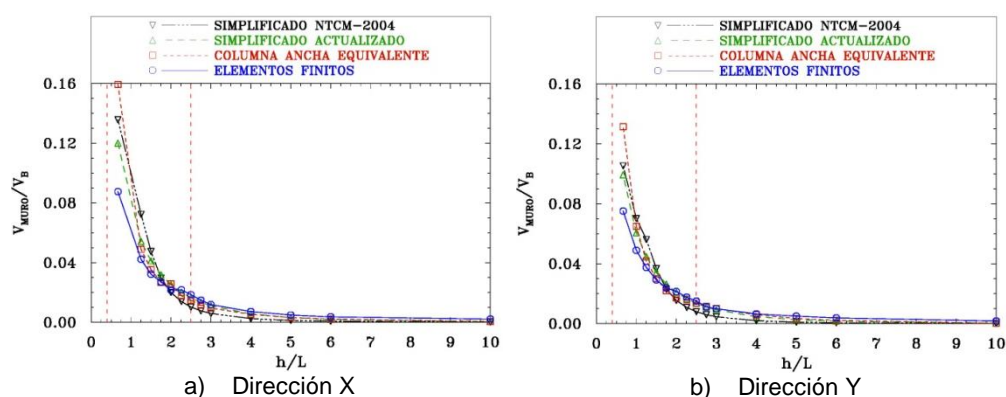 SIMPLIFICADO NTCM-2004
SIMPLIFICADO ACTUALIZADO
COLUMNA ANCHA EQUIVALENTE
ELEMENTOS FINITOS
0.16
0.12
0.08
0.04
0.00
V_MURO/V_B
0 1 2 3 4 5 6 7 8 9 10
h/L
a) Dirección X
SIMPLIFICADO NTCM-2004
SIMPLIFICADO ACTUALIZADO
COLUMNA ANCHA EQUIVALENTE
ELEMENTOS FINITOS
0.16
0.12
0.08
0.04
0.00
V_MURO/V_B
0 1 2 3 4 5 6 7 8 9 10
h/L
b) Dirección Y